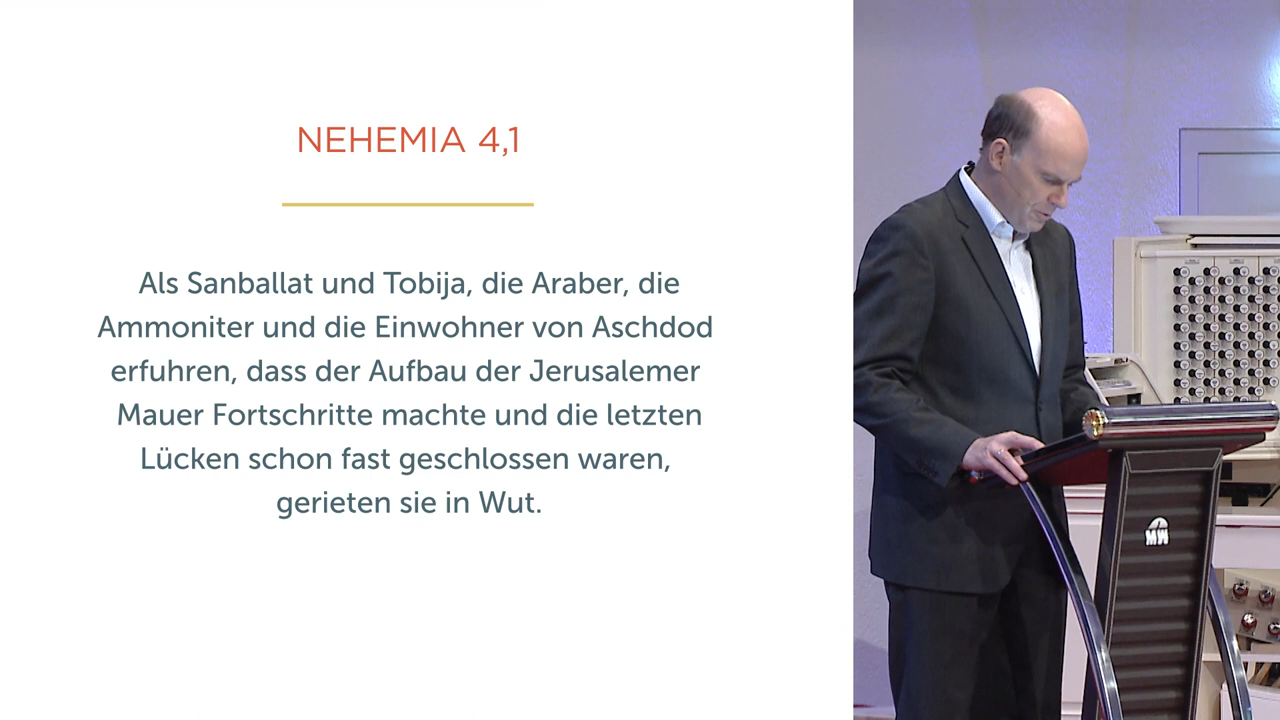 NEHEMIA 4,1
Als Sanballat und Tobija, die Araber, die
Ammoniter und die Einwohner von Aschdod
erfuhren, dass der Aufbau der Jerusalemer
Mauer Fortschritte machte und die letzten
Lücken schon fast geschlossen waren,
gerieten sie in Wut.
MW